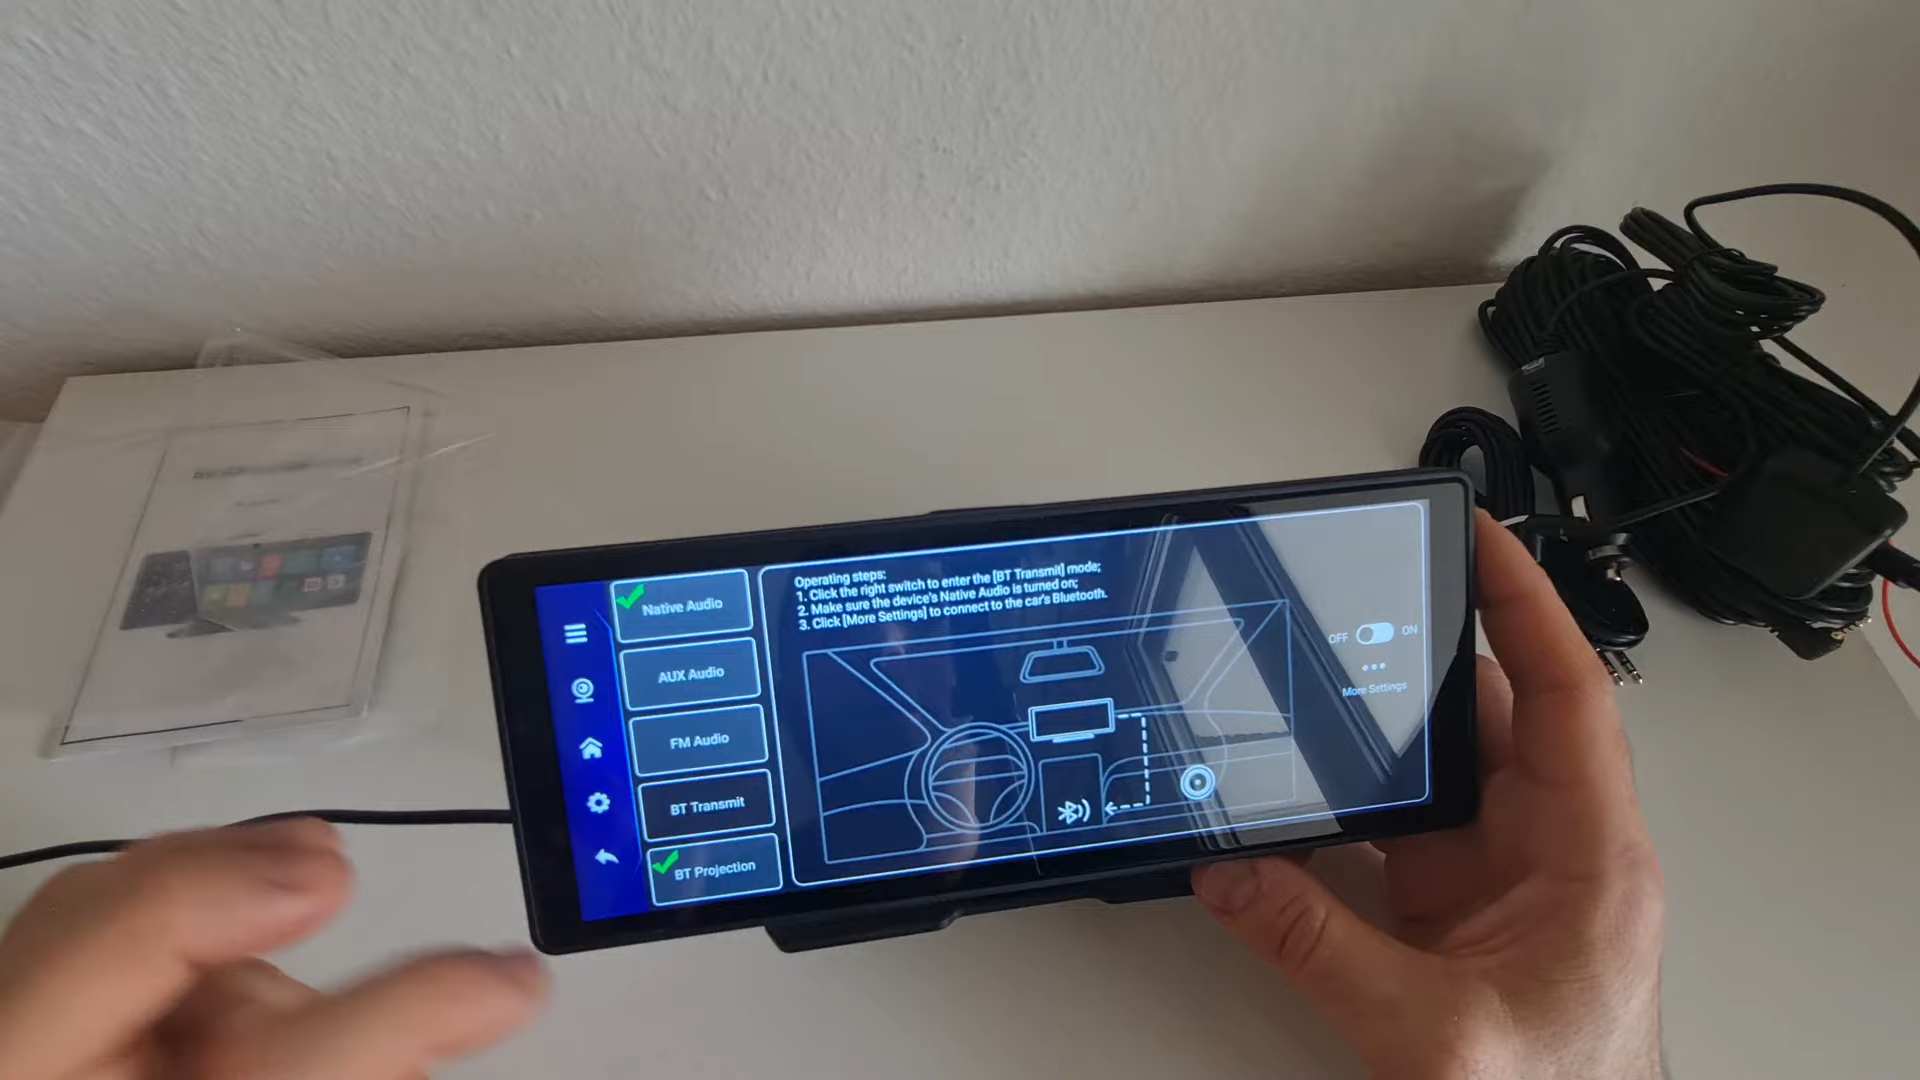 Native Audio
AUX Audio
FM Audio
BT Transmit
BT Projection
Operating steps:
1. Click the right switch to enter the [BT Transmit] mode;
2. Make sure the device's Native Audio is turned on;
3. Click [More Settings] to connect to the car's Bluetooth.
OFF ON
More Settings